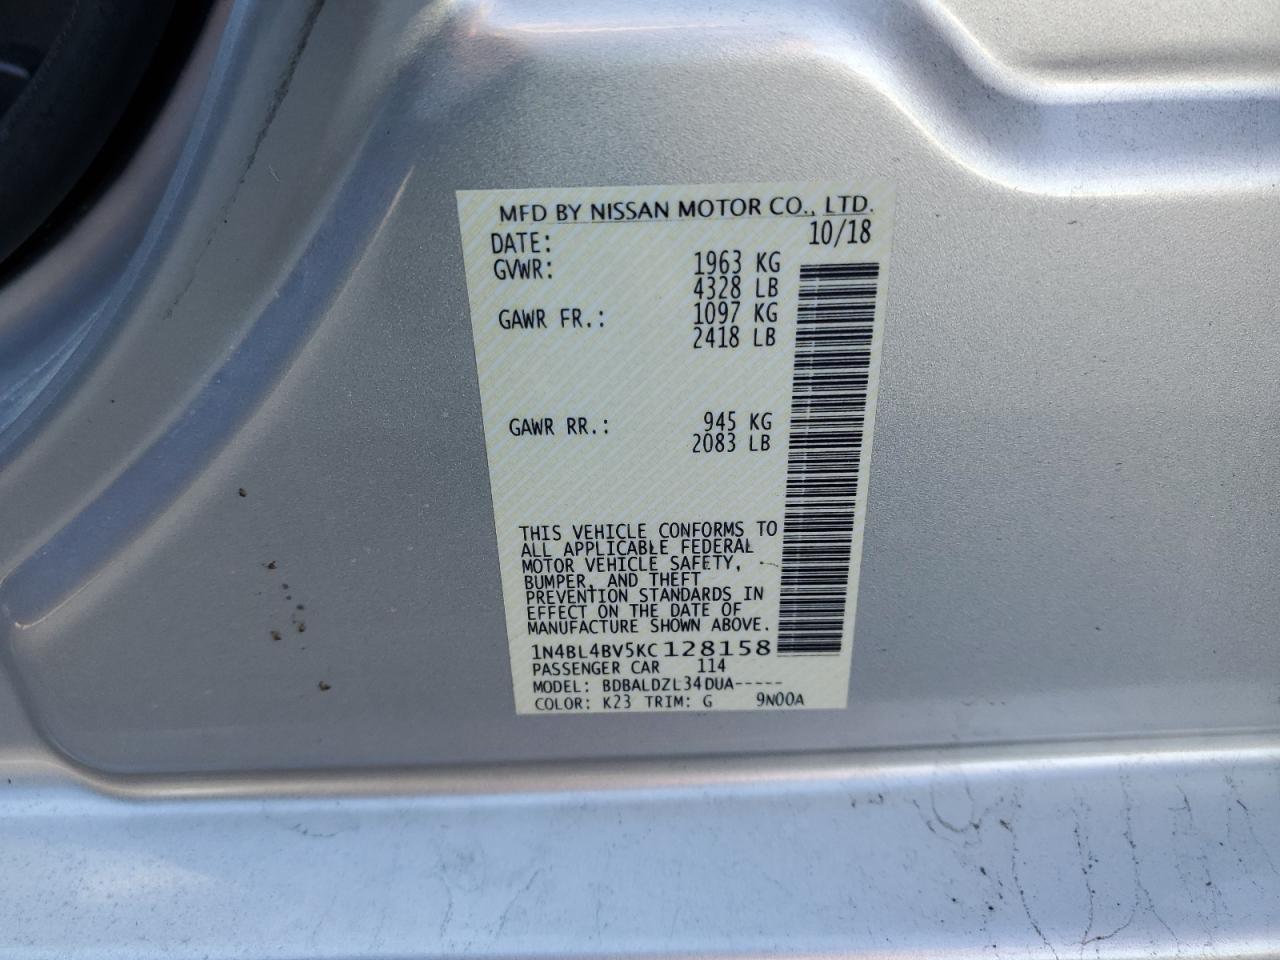 MFD BY NISSAN MOTOR CO., LTD.
DATE: 10/18
GVWR: 1963 KG
4328 LB
GAWR FR.: 1097 KG
2418 LB
GAWR RR.: 945 KG
2083 LB
THIS VEHICLE CONFORMS TO
ALL APPLICABLE FEDERAL
MOTOR VEHICLE SAFETY,
BUMPER, AND THEFT
PREVENTION STANDARDS IN
EFFECT ON THE DATE OF
MANUFACTURE SHOWN ABOVE.
1N4BL4BV5KC128158
PASSENGER CAR 114
MODEL: BDBALDZL34DUA-----
COLOR: K23 TRIM: G 9N00A